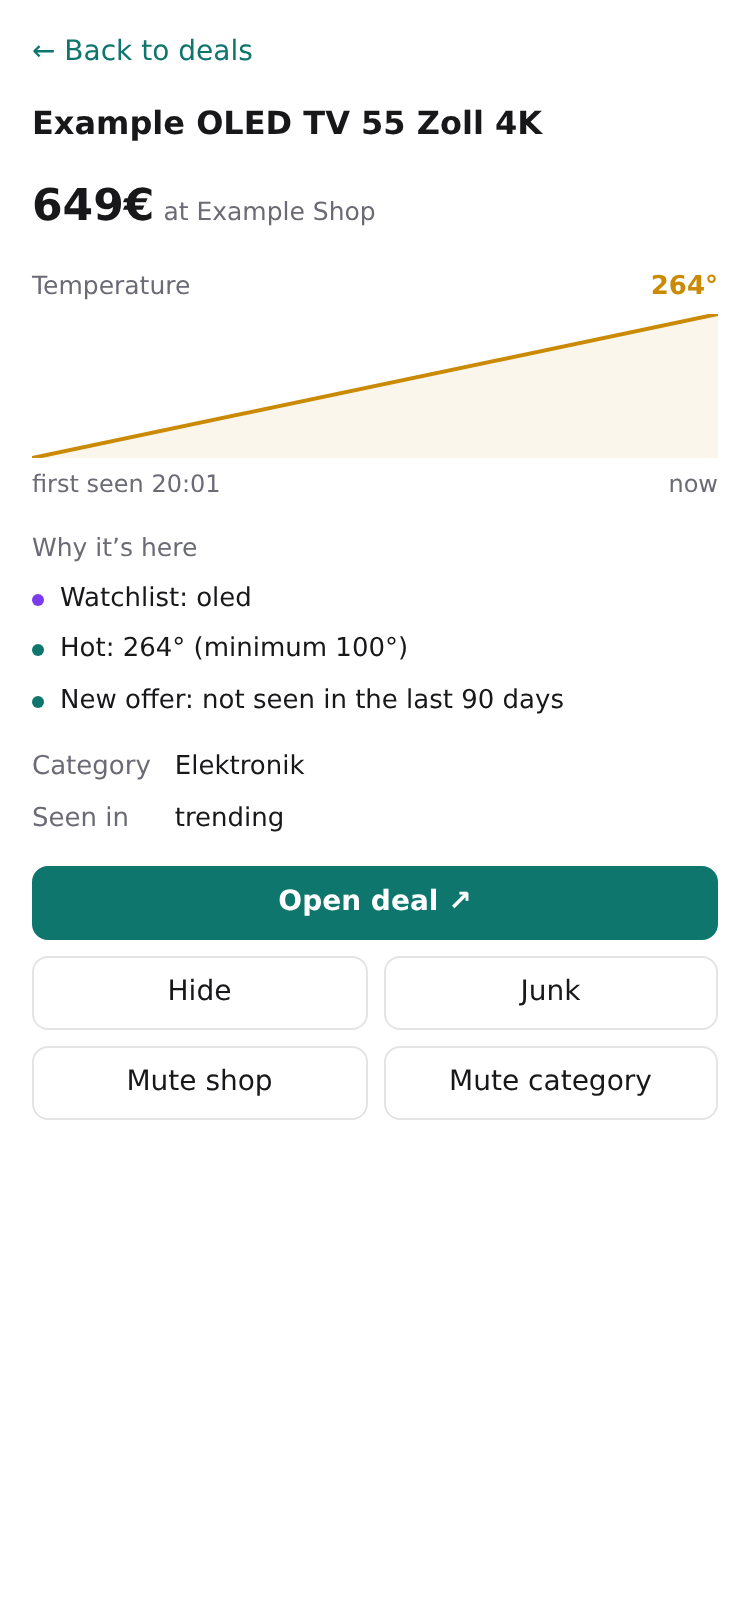 ← Back to deals
Example OLED TV 55 Zoll 4K
649€ at Example Shop
Temperature 264°
first seen 20:01 now
Why it’s here
Watchlist: oled
Hot: 264° (minimum 100°)
New offer: not seen in the last 90 days
Category Elektronik
Seen in trending
Open deal ↗
Hide Junk
Mute shop Mute category